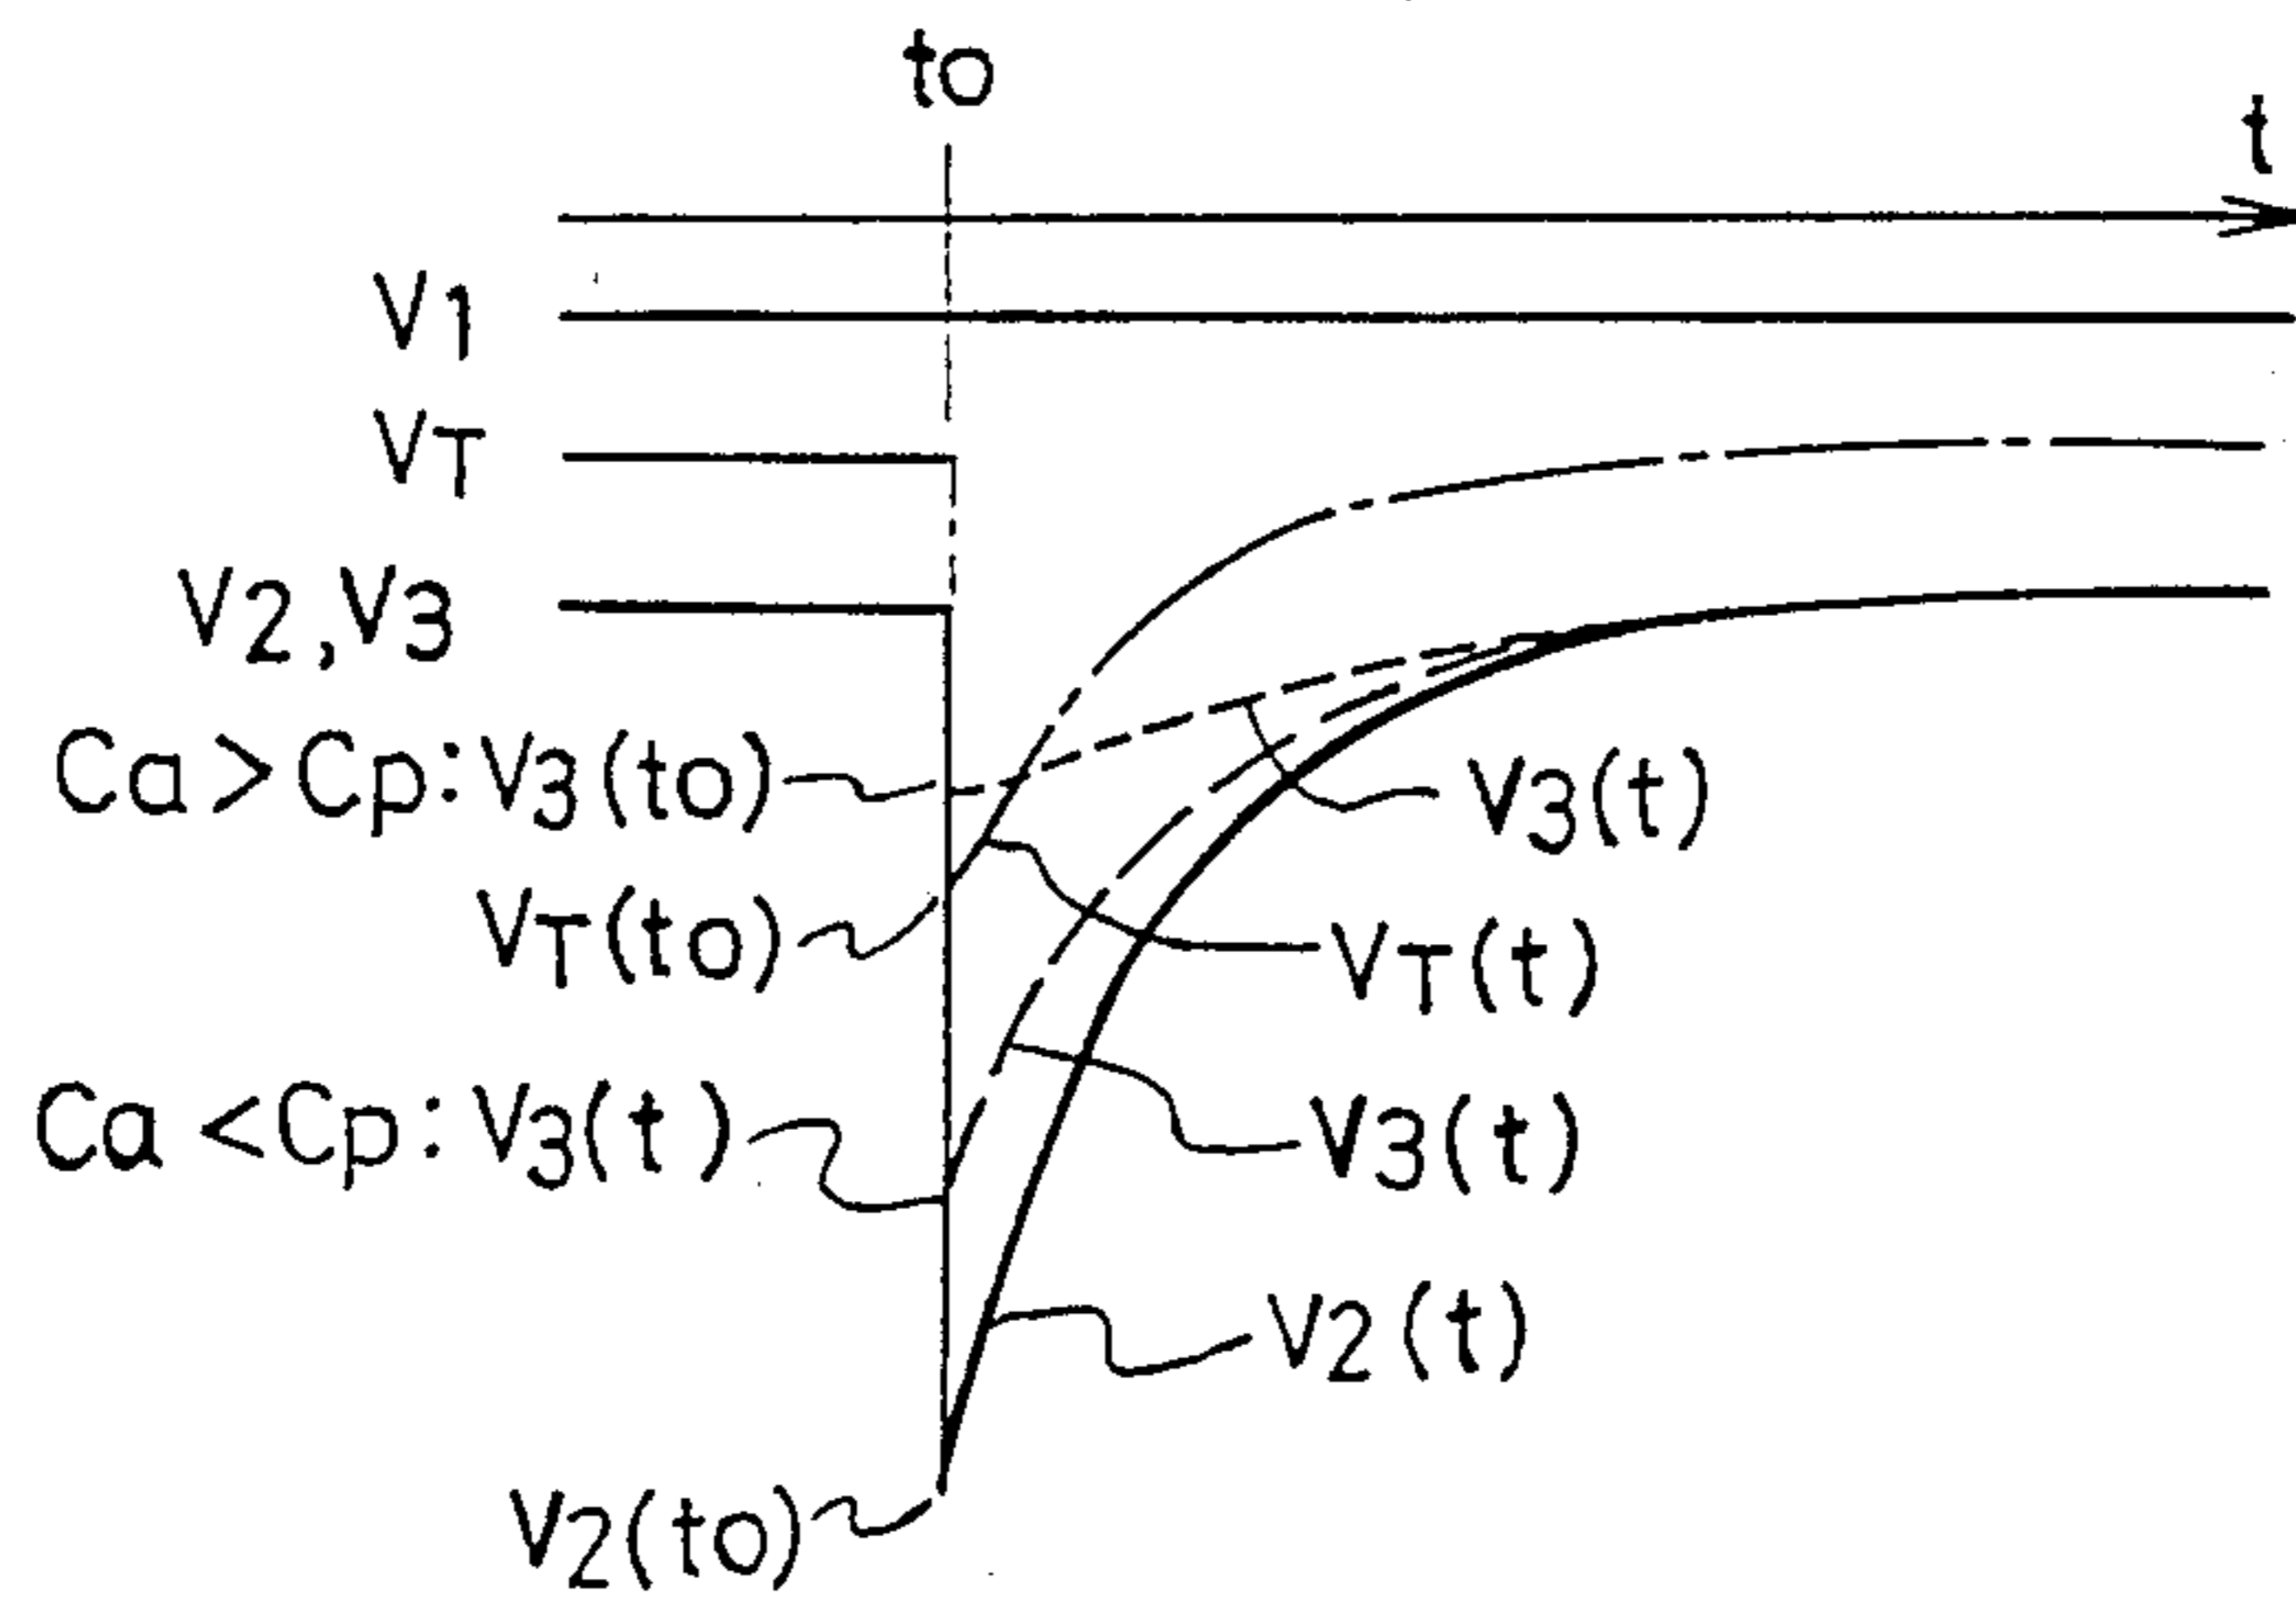 to
t
V1
VT
V2,V3
Ca>Cp:V3(to)
V3(t)
VT(to)
VT(t)
Ca<Cp:V3(t)
V3(t)
V2(t)
V2(to)